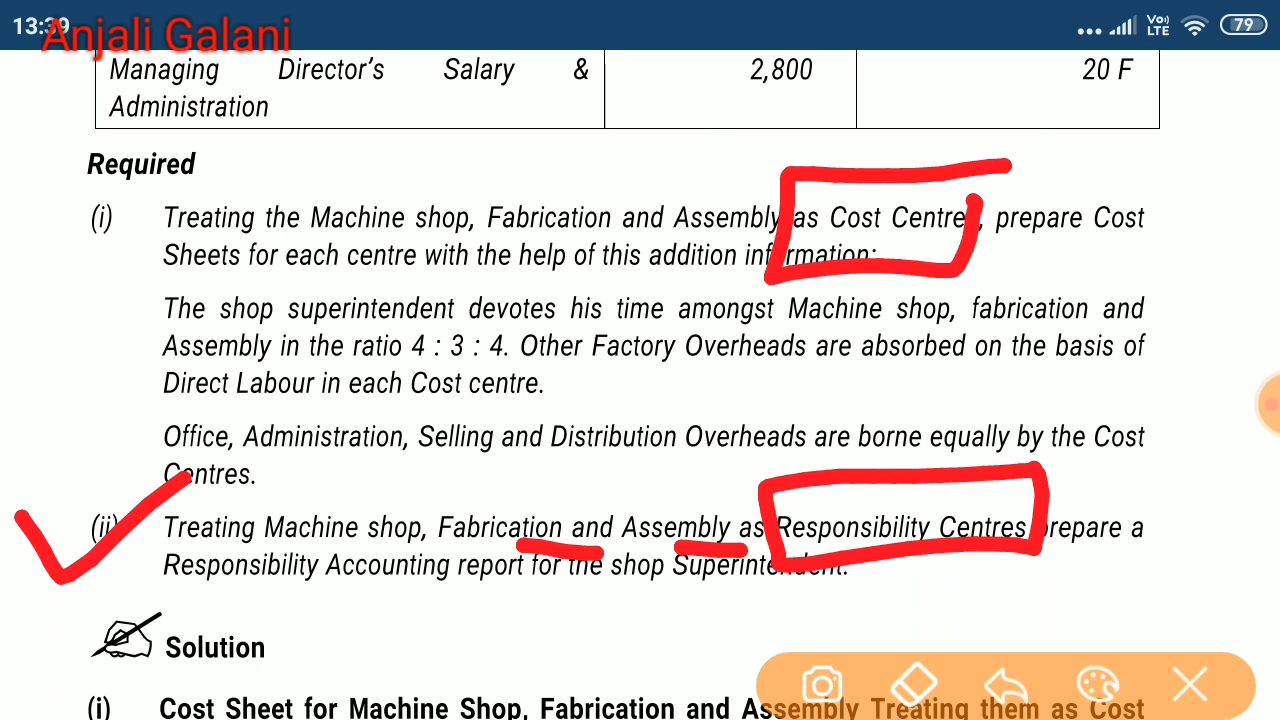 13:39
Anjali Galani
Vo))
LTE
79
Managing Director's Salary & 2,800 20 F
Administration
Required
(i) Treating the Machine shop, Fabrication and Assembly as Cost Centre, prepare Cost
Sheets for each centre with the help of this addition information:
The shop superintendent devotes his time amongst Machine shop, fabrication and
Assembly in the ratio 4 : 3 : 4. Other Factory Overheads are absorbed on the basis of
Direct Labour in each Cost centre.
Office, Administration, Selling and Distribution Overheads are borne equally by the Cost
Centres.
(ii) Treating Machine shop, Fabrication and Assembly as Responsibility Centres prepare a
Responsibility Accounting report for the shop Superintendent.
Solution
(i) Cost Sheet for Machine Shop, Fabrication and Assembly Treating them as Cost